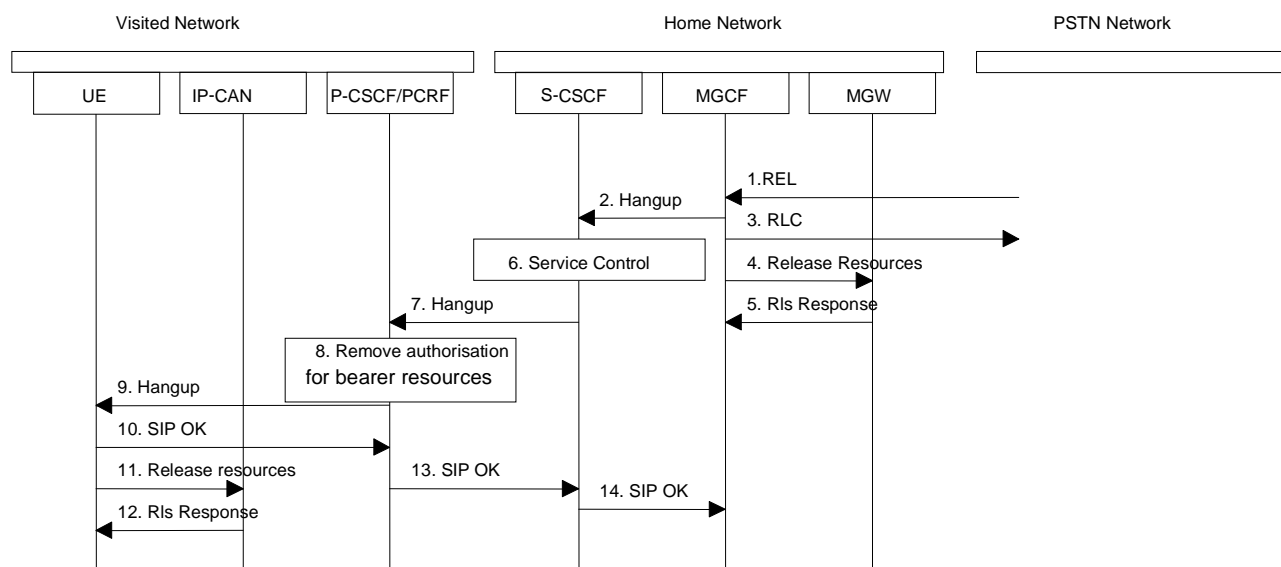 Visited Network
Home Network
PSTN Network
UE
IP-CAN
P-CSCF/PCRF
S-CSCF
MGCF
MGW
1.REL
2. Hangup
3. RLC
6. Service Control
4. Release Resources
7. Hangup
5. Rls Response
8. Remove authorisation
for bearer resources
9. Hangup
10. SIP OK
11. Release resources
13. SIP OK
14. SIP OK
12. Rls Response